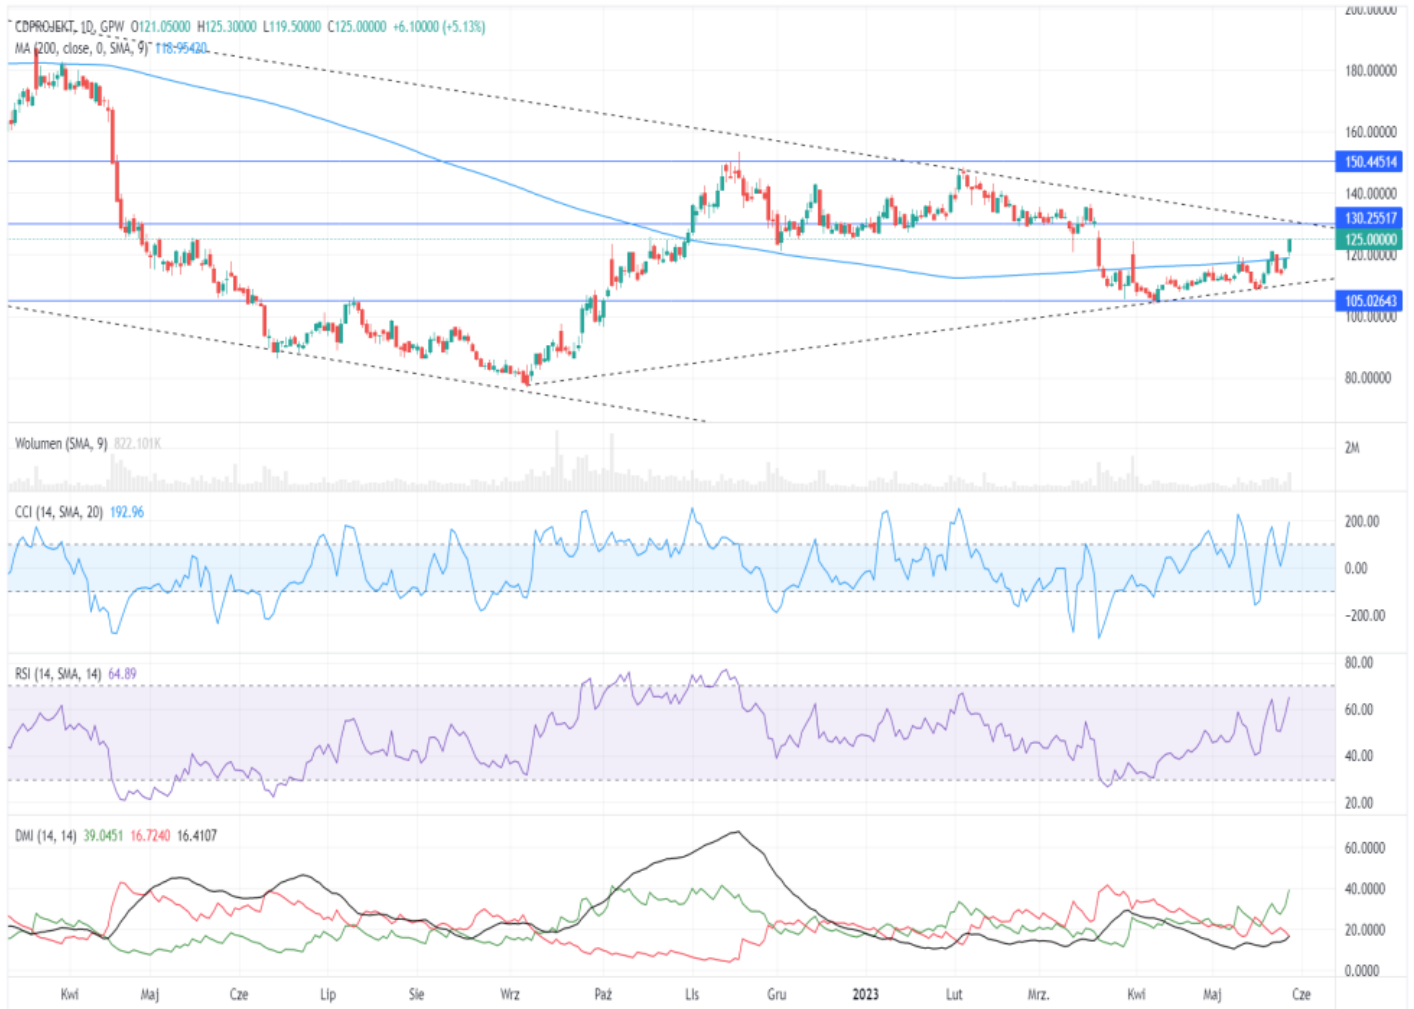 CDPROJEKT, 1D, GPW O121.05000 H125.30000 L119.50000 C125.00000 +6.10000 (+5.13%)
MA (200, close, 0, SMA, 9) 118.95420
200.00000
180.00000
160.00000
150.44514
140.00000
130.25517
125.00000
120.00000
105.02643
100.00000
80.00000
Wolumen (SMA, 9) 822.101K
2M
CCI (14, SMA, 20) 192.96
200.00
0.00
−200.00
RSI (14, SMA, 14) 64.89
80.00
60.00
40.00
20.00
DMI (14, 14) 39.0451 16.7240 16.4107
60.0000
40.0000
20.0000
0.0000
Kwi Maj Cze Lip Sie Wrz Paź Lis Gru 2023 Lut Mrz. Kwi Maj Cze